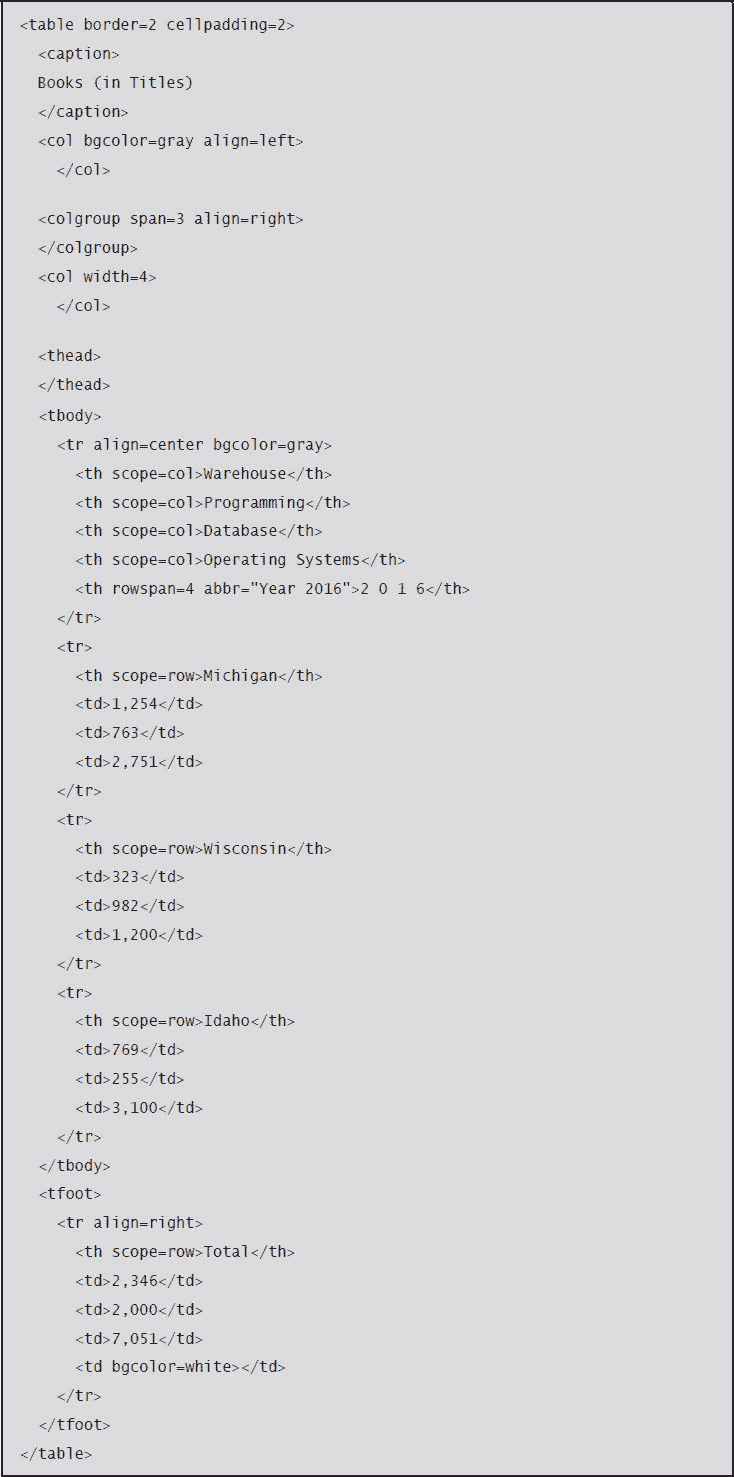 <table border=2 cellpadding=2>
<caption>
Books (in Titles)
</caption>
<col bgcolor=gray align=left>
</col>
<colgroup span=3 align=right>
</colgroup>
<col width=4>
</col>
<thead>
</thead>
<tbody>
<tr align=center bgcolor=gray>
<th scope=col>Warehouse</th>
<th scope=col>Programming</th>
<th scope=col>Database</th>
<th scope=col>Operating Systems</th>
<th rowspan=4 abbr="Year 2016">2 0 1 6</th>
</tr>
<tr>
<th scope=row>Michigan</th>
<td>1,254</td>
<td>763</td>
<td>2,751</td>
</tr>
<tr>
<th scope=row>Wisconsin</th>
<td>323</td>
<td>982</td>
<td>1,200</td>
</tr>
<tr>
<th scope=row>Idaho</th>
<td>769</td>
<td>255</td>
<td>3,100</td>
</tr>
</tbody>
<tfoot>
<tr align=right>
<th scope=row>Total</th>
<td>2,346</td>
<td>2,000</td>
<td>7,051</td>
<td bgcolor=white></td>
</tr>
</tfoot>
</table>